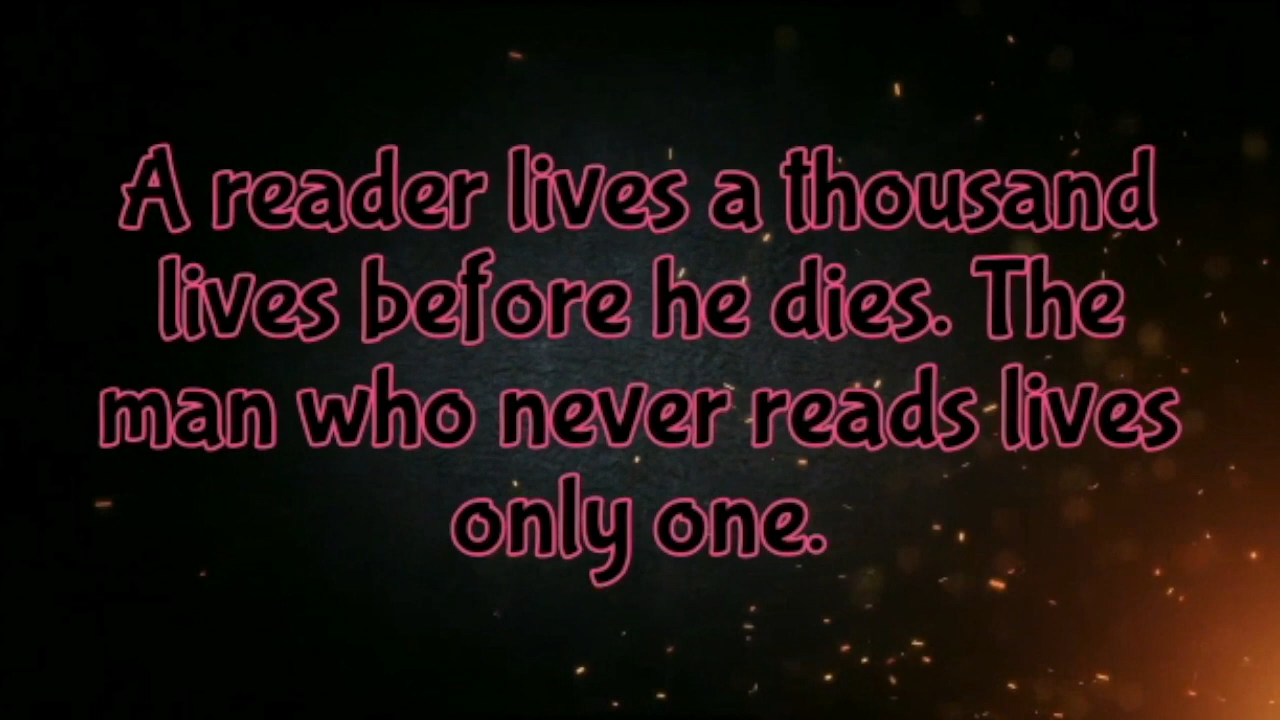 A reader lives a thousand
lives before he dies. The
man who never reads lives
only one.